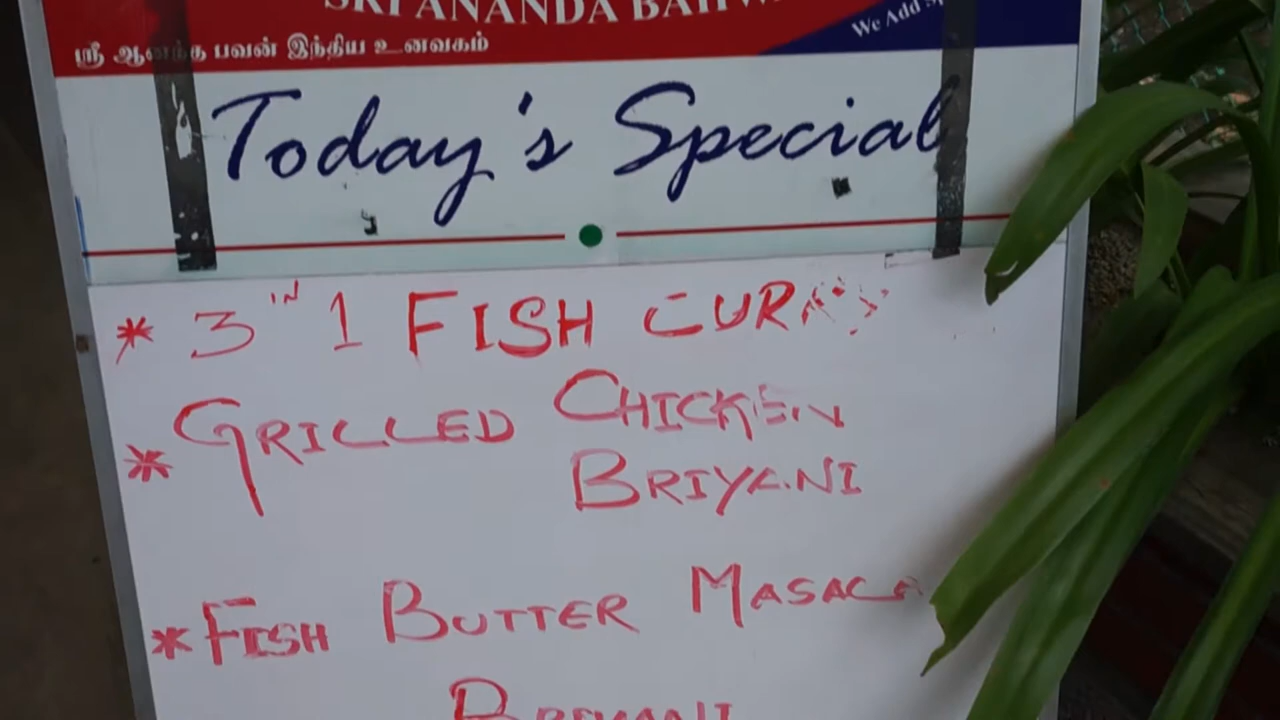 SRI ANANDA BAHW
ஸ்ரீ ஆனந்த பவன் இந்திய உணவகம்
We Add
Today's Special
* 3 IN 1 FISH CURRY
* GRILLED CHICKEN
BRIYANI
* FISH BUTTER MASALA
BRIYANI